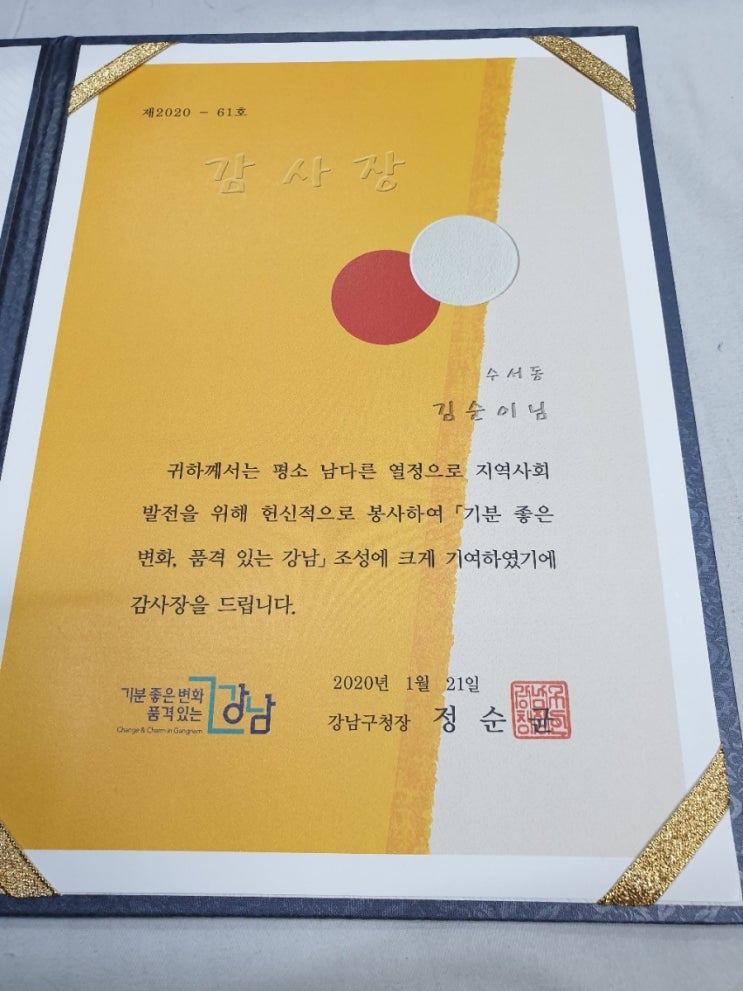 제2020 - 61호
감사장
수서동
김순이님
귀하께서는 평소 남다른 열정으로 지역사회
발전을 위해 헌신적으로 봉사하여 「기분 좋은
변화, 품격 있는 강남」 조성에 크게 기여하였기에
감사장을 드립니다.
2020년 1월 21일
강남구청장 정순균
기분 좋은 변화
품격 있는 강남
Change & Charm in Gangnam